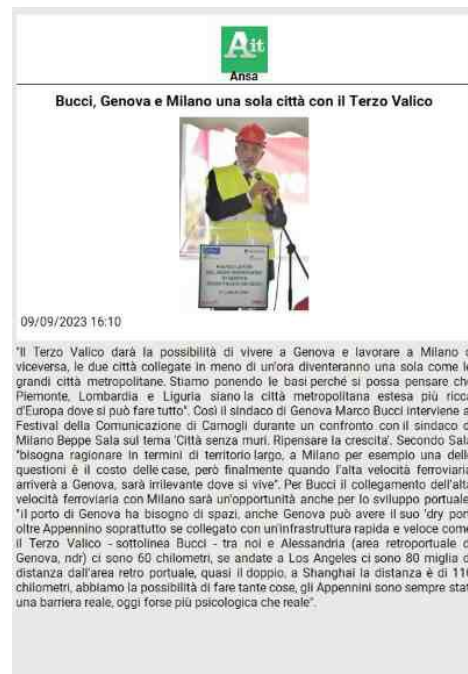 Ait
Ansa
Bucci, Genova e Milano una sola città con il Terzo Valico
09/09/2023 16:10
"Il Terzo Valico darà la possibilità di vivere a Genova e lavorare a Milano
viceversa, le due città collegate in meno di un'ora diventeranno una sola come
grandi città metropolitane. Stiamo ponendo le basi perché si possa pensare che
Piemonte, Lombardia e Liguria siano la città metropolitana estesa più ricca
d'Europa dove si può fare tutto". Così il sindaco di Genova Marco Bucci interviene
Festival della Comunicazione di Camogli durante un confronto con il sindaco
Milano Beppe Sala sul tema 'Città senza muri. Ripensare la crescita'. Secondo Sala
"bisogna ragionare in termini di territorio largo, a Milano per esempio una
questioni è il costo delle case, però finalmente quando l'alta velocità ferroviaria
arriverà a Genova, sarà irrilevante dove si vive". Per Bucci il collegamento dell'alta
velocità ferroviaria con Milano sarà un'opportunità anche per lo sviluppo portuale
"il porto di Genova ha bisogno di spazi, anche Genova può avere il suo 'dry
oltre Appennino soprattutto se collegato con un'infrastruttura rapida e veloce come
il Terzo Valico - sottolinea Bucci - tra noi e Alessandria (area retroportuale
Genova, ndr) ci sono 60 chilometri, se andate a Los Angeles ci sono 80 miglia
distanza dall'area retro portuale, quasi il doppio, a Shanghai la distanza è di
chilometri, abbiamo la possibilità di fare tante cose, gli Appennini sono sempre
una barriera reale, oggi forse più psicologica che reale".